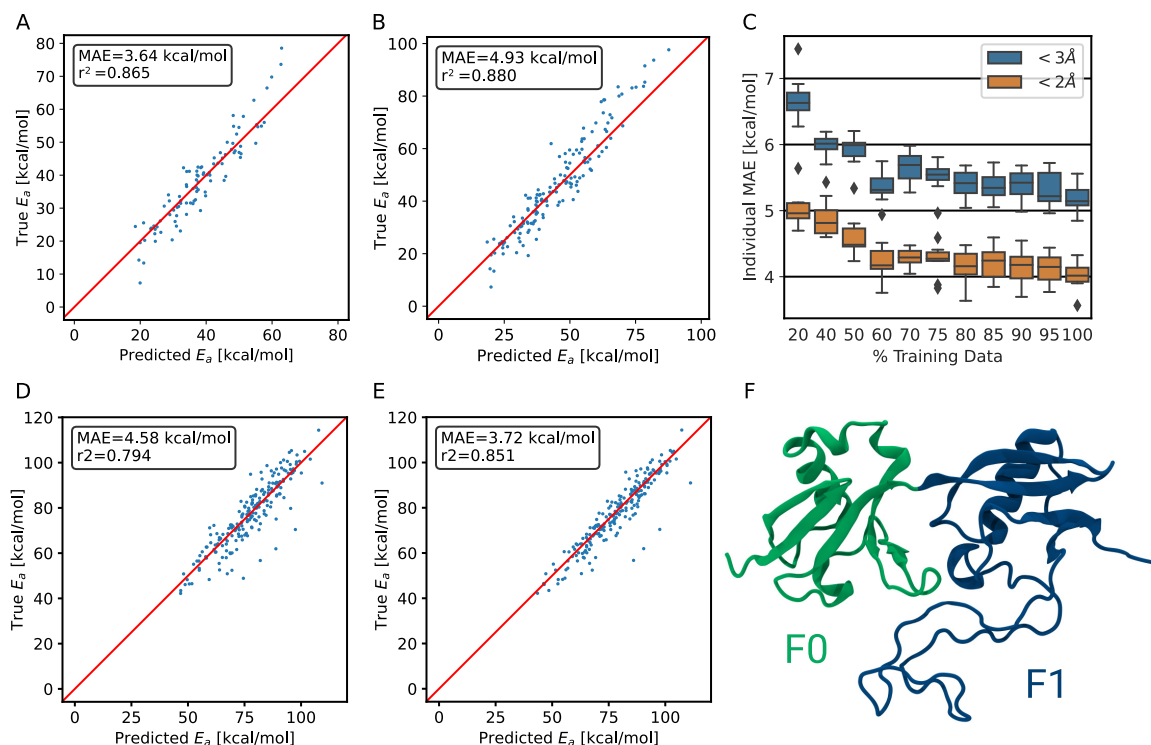 A
MAE=3.64 kcal/mol
r² =0.865
True Eₐ [kcal/mol]
80
70
60
50
40
30
20
10
0
0 20 40 60 80
Predicted Eₐ [kcal/mol]
B
MAE=4.93 kcal/mol
r² =0.880
True Eₐ [kcal/mol]
100
80
60
40
20
0
0 25 50 75 100
Predicted Eₐ [kcal/mol]
C
< 3Å
< 2Å
Individual MAE [kcal/mol]
7
6
5
4
20 40 50 60 70 75 80 85 90 95 100
% Training Data
D
MAE=4.58 kcal/mol
r2=0.794
True Eₐ [kcal/mol]
120
100
80
60
40
20
0
0 25 50 75 100
Predicted Eₐ [kcal/mol]
E
MAE=3.72 kcal/mol
r2=0.851
True Eₐ [kcal/mol]
120
100
80
60
40
20
0
0 25 50 75 100
Predicted Eₐ [kcal/mol]
F
F0
F1